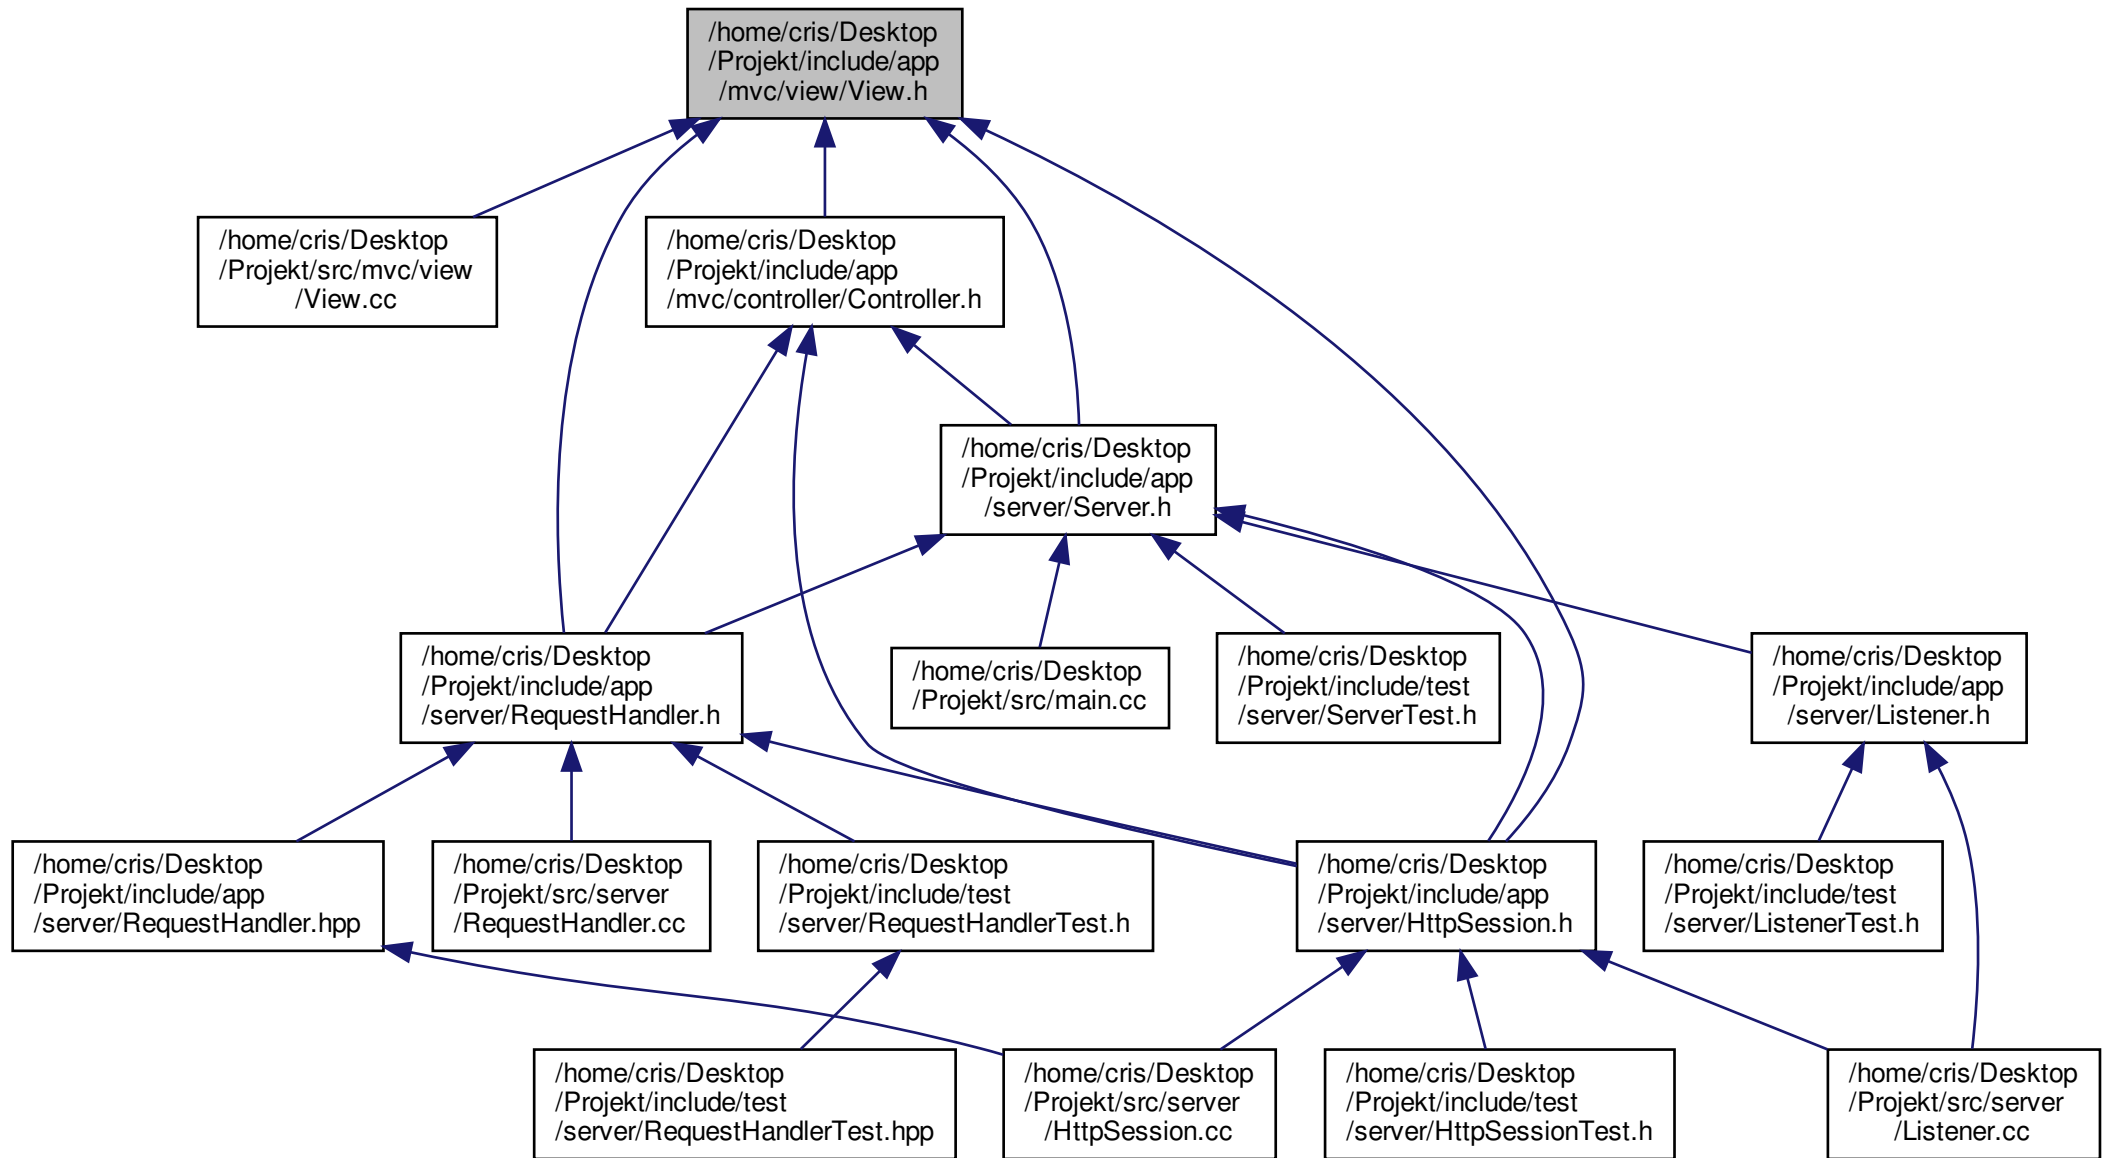 /home/cris/Desktop
/Projekt/include/app
/mvc/view/View.h
/home/cris/Desktop
/Projekt/src/mvc/view
/View.cc
/home/cris/Desktop
/Projekt/include/app
/mvc/controller/Controller.h
/home/cris/Desktop
/Projekt/include/app
/server/Server.h
/home/cris/Desktop
/Projekt/include/app
/server/RequestHandler.h
/home/cris/Desktop
/Projekt/src/main.cc
/home/cris/Desktop
/Projekt/include/test
/server/ServerTest.h
/home/cris/Desktop
/Projekt/include/app
/server/Listener.h
/home/cris/Desktop
/Projekt/include/app
/server/RequestHandler.hpp
/home/cris/Desktop
/Projekt/src/server
/RequestHandler.cc
/home/cris/Desktop
/Projekt/include/test
/server/RequestHandlerTest.h
/home/cris/Desktop
/Projekt/include/app
/server/HttpSession.h
/home/cris/Desktop
/Projekt/include/test
/server/ListenerTest.h
/home/cris/Desktop
/Projekt/include/test
/server/RequestHandlerTest.hpp
/home/cris/Desktop
/Projekt/src/server
/HttpSession.cc
/home/cris/Desktop
/Projekt/include/test
/server/HttpSessionTest.h
/home/cris/Desktop
/Projekt/src/server
/Listener.cc